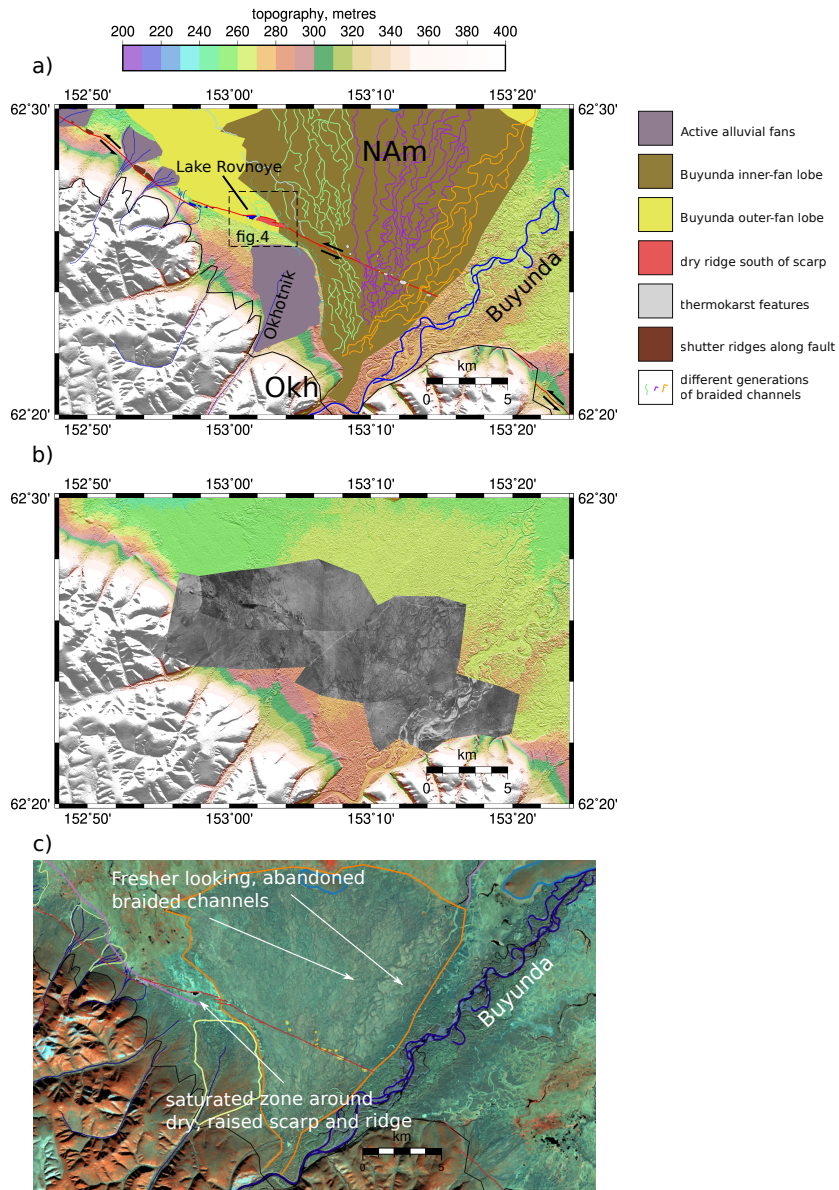 topography, metres
200 220 240 260 280 300 320 340 360 380 400
a)
152˚50' 153˚00' 153˚10' 153˚20'
62˚30' 62˚30'
NAm
Lake Rovnoye
fig.4
Okhotnik
Buyunda
Okh
km
0 5
62˚20' 62˚20'
152˚50' 153˚00' 153˚10' 153˚20'
Active alluvial fans
Buyunda inner-fan lobe
Buyunda outer-fan lobe
dry ridge south of scarp
thermokarst features
shutter ridges along fault
different generations
of braided channels
b)
152˚50' 153˚00' 153˚10' 153˚20'
62˚30' 62˚30'
km
0 5
62˚20' 62˚20'
152˚50' 153˚00' 153˚10' 153˚20'
c)
Fresher looking, abandoned
braided channels
Buyunda
saturated zone around
dry, raised scarp and ridge
km
0 5